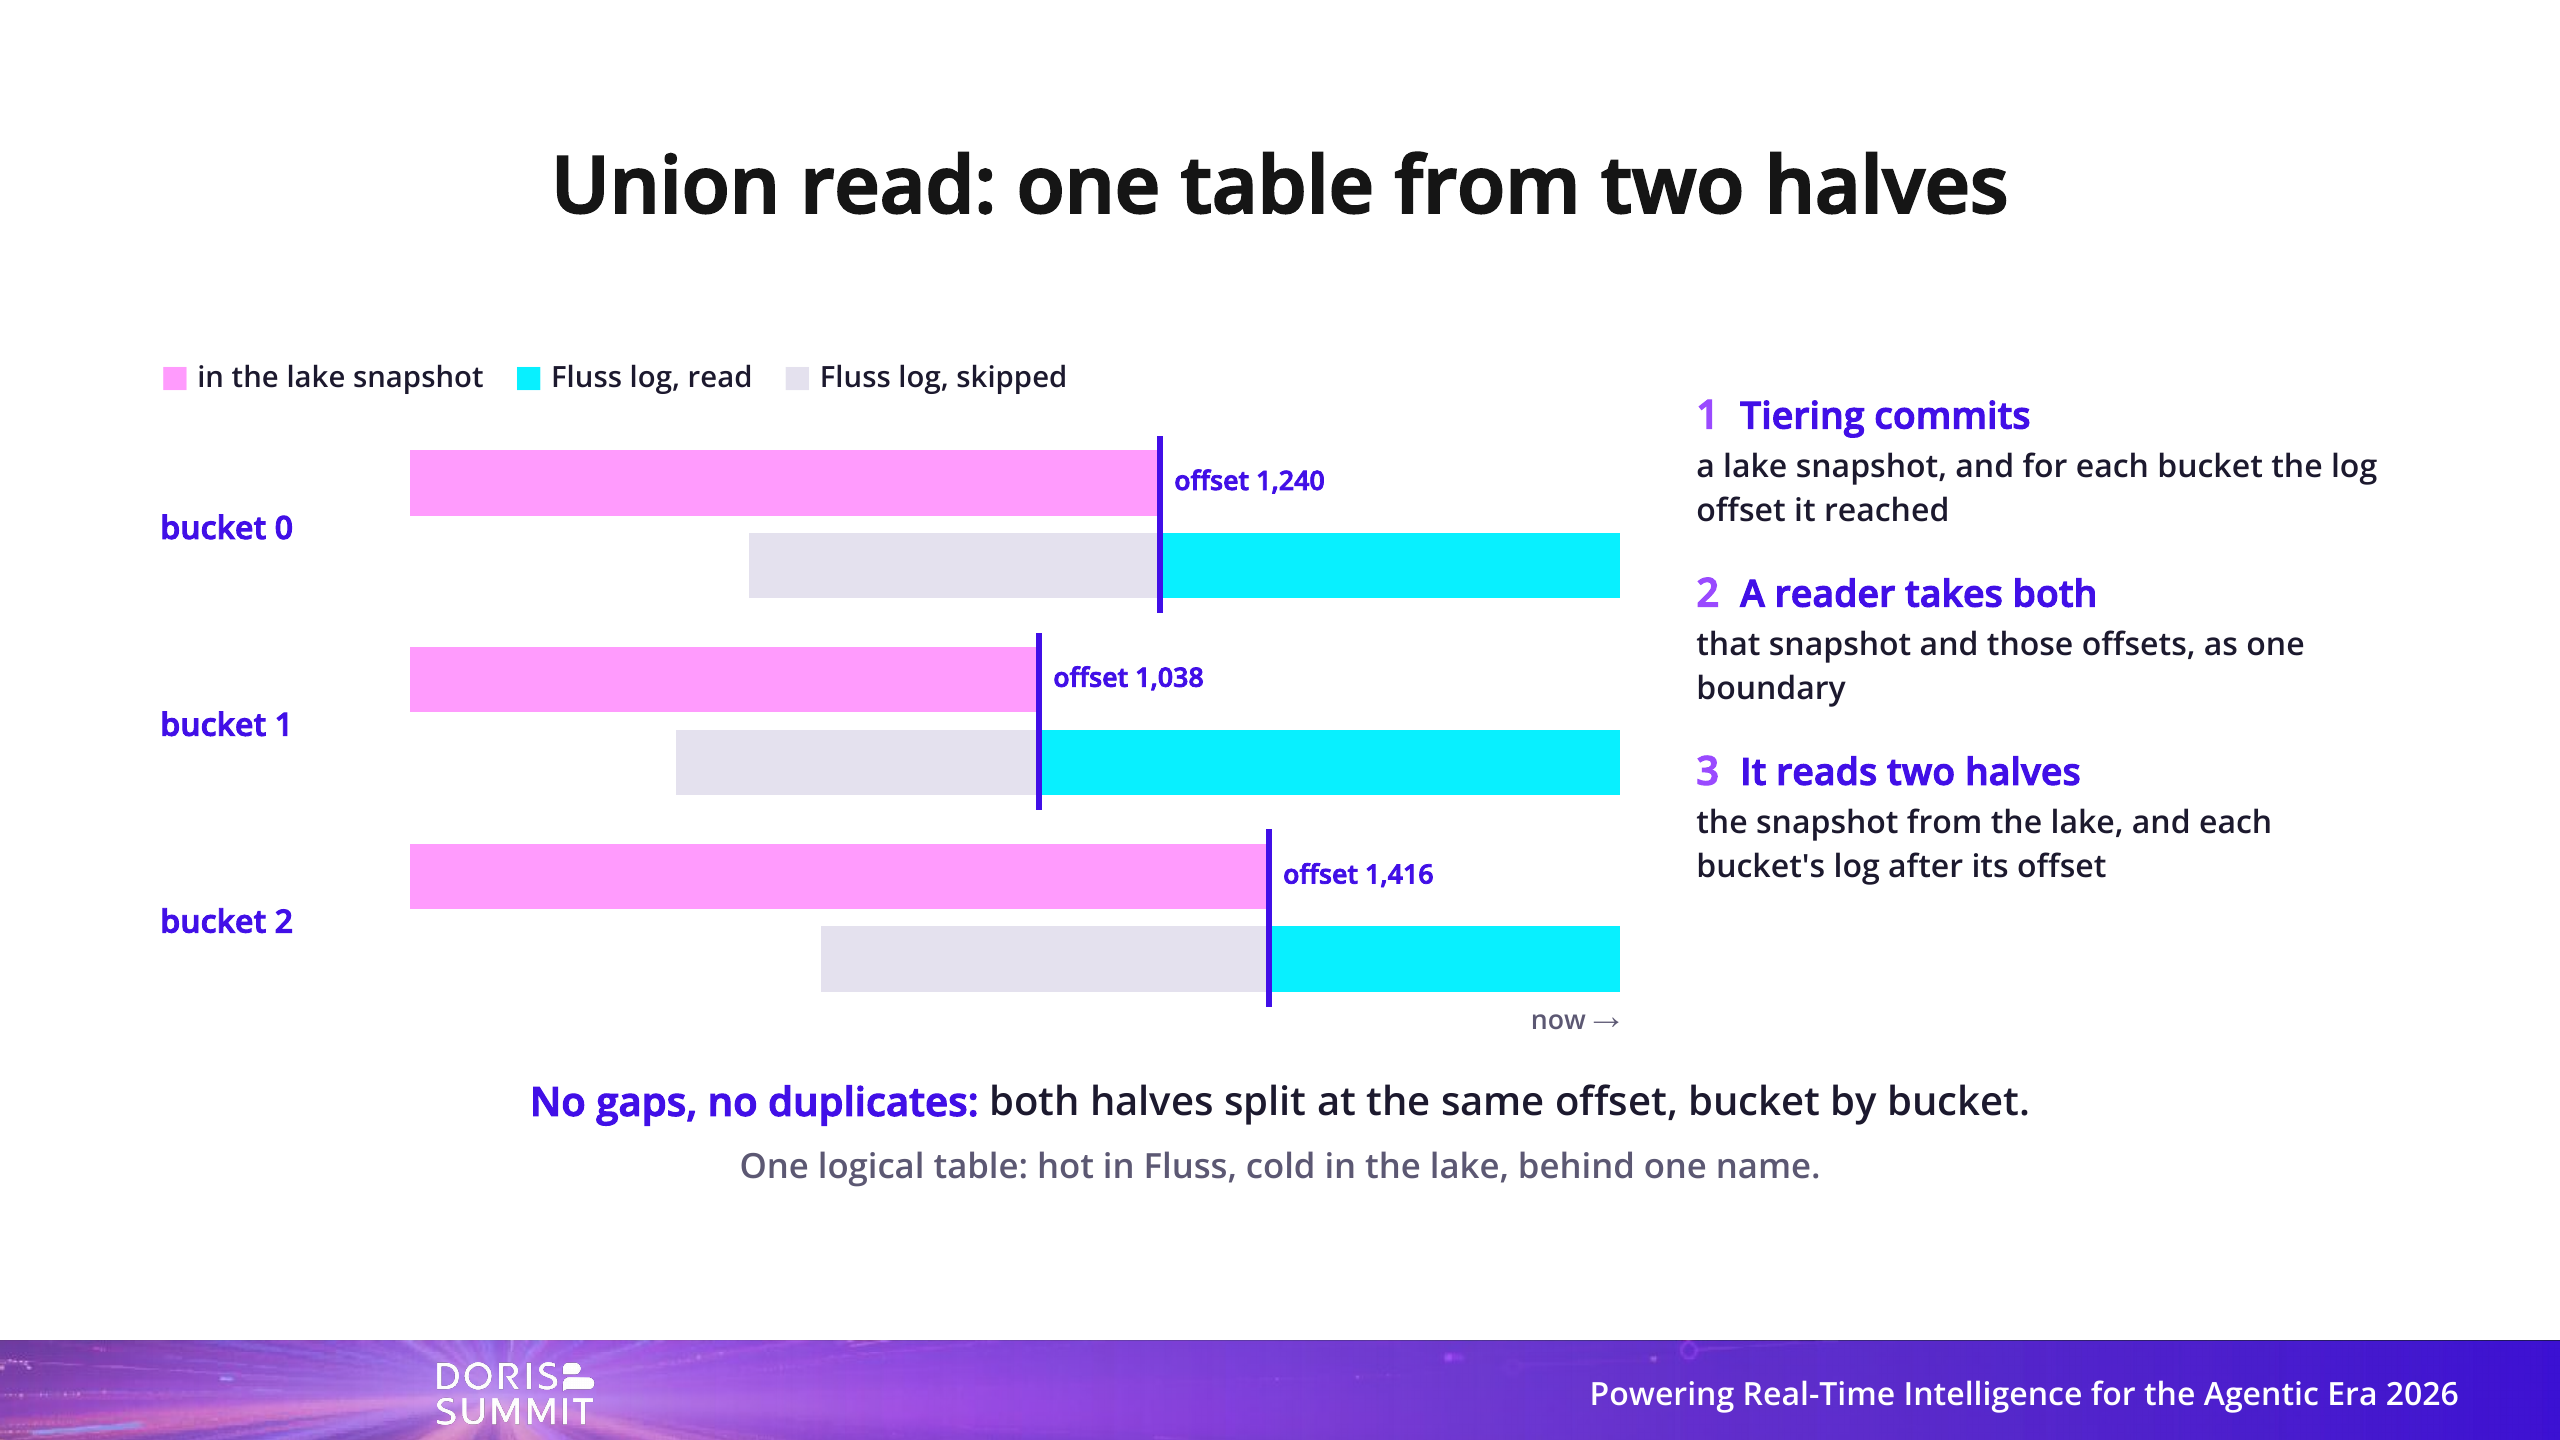 Union read: one table from two halves
in the lake snapshot
Fluss log, read
Fluss log, skipped
bucket 0
offset 1,240
bucket 1
offset 1,038
bucket 2
offset 1,416
now →
1 Tiering commits
a lake snapshot, and for each bucket the log
offset it reached
2 A reader takes both
that snapshot and those offsets, as one
boundary
3 It reads two halves
the snapshot from the lake, and each
bucket's log after its offset
No gaps, no duplicates: both halves split at the same offset, bucket by bucket.
One logical table: hot in Fluss, cold in the lake, behind one name.
DORIS
SUMMIT
Powering Real-Time Intelligence for the Agentic Era 2026